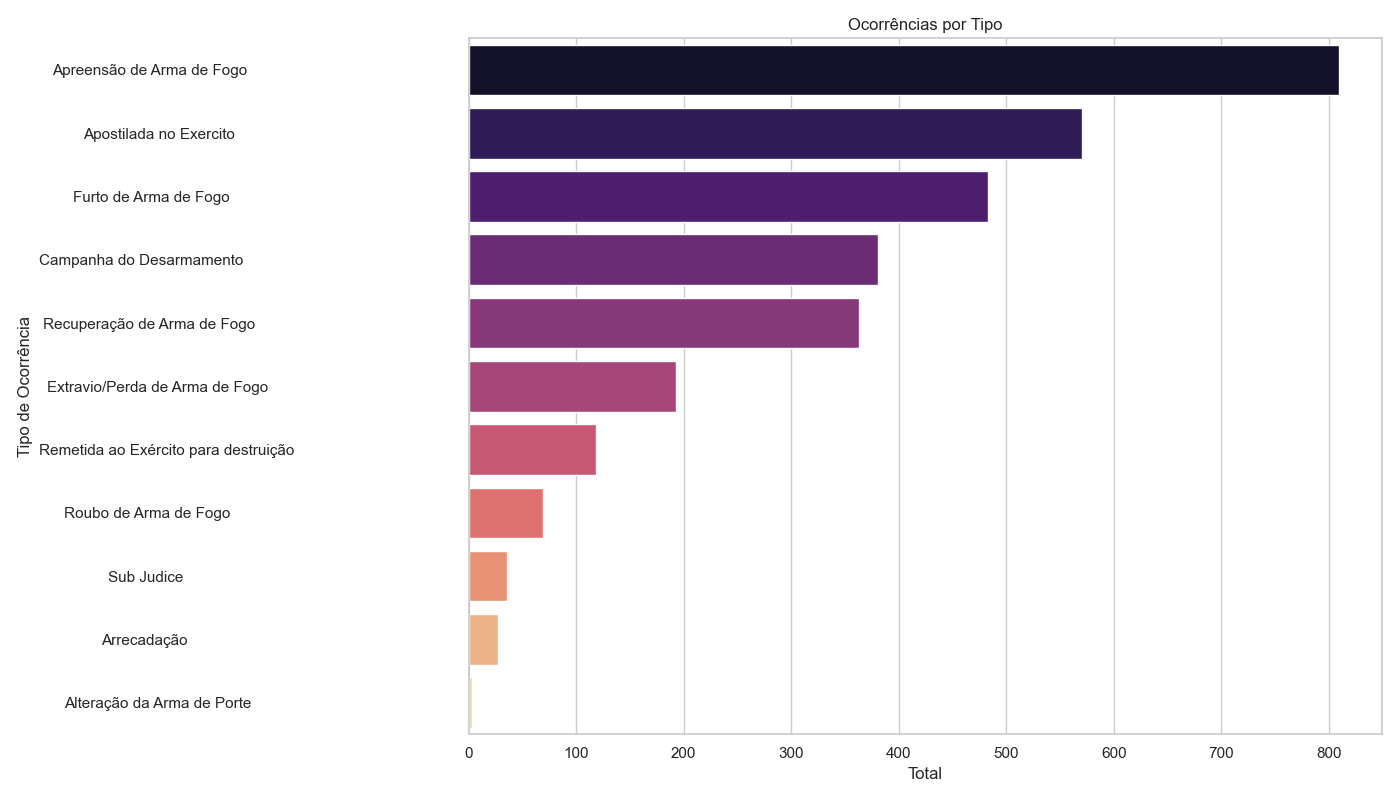 Ocorrências por Tipo
Tipo de Ocorrência
Apreensão de Arma de Fogo
Apostilada no Exercito
Furto de Arma de Fogo
Campanha do Desarmamento
Recuperação de Arma de Fogo
Extravio/Perda de Arma de Fogo
Remetida ao Exército para destruição
Roubo de Arma de Fogo
Sub Judice
Arrecadação
Alteração da Arma de Porte
0 100 200 300 400 500 600 700 800
Total